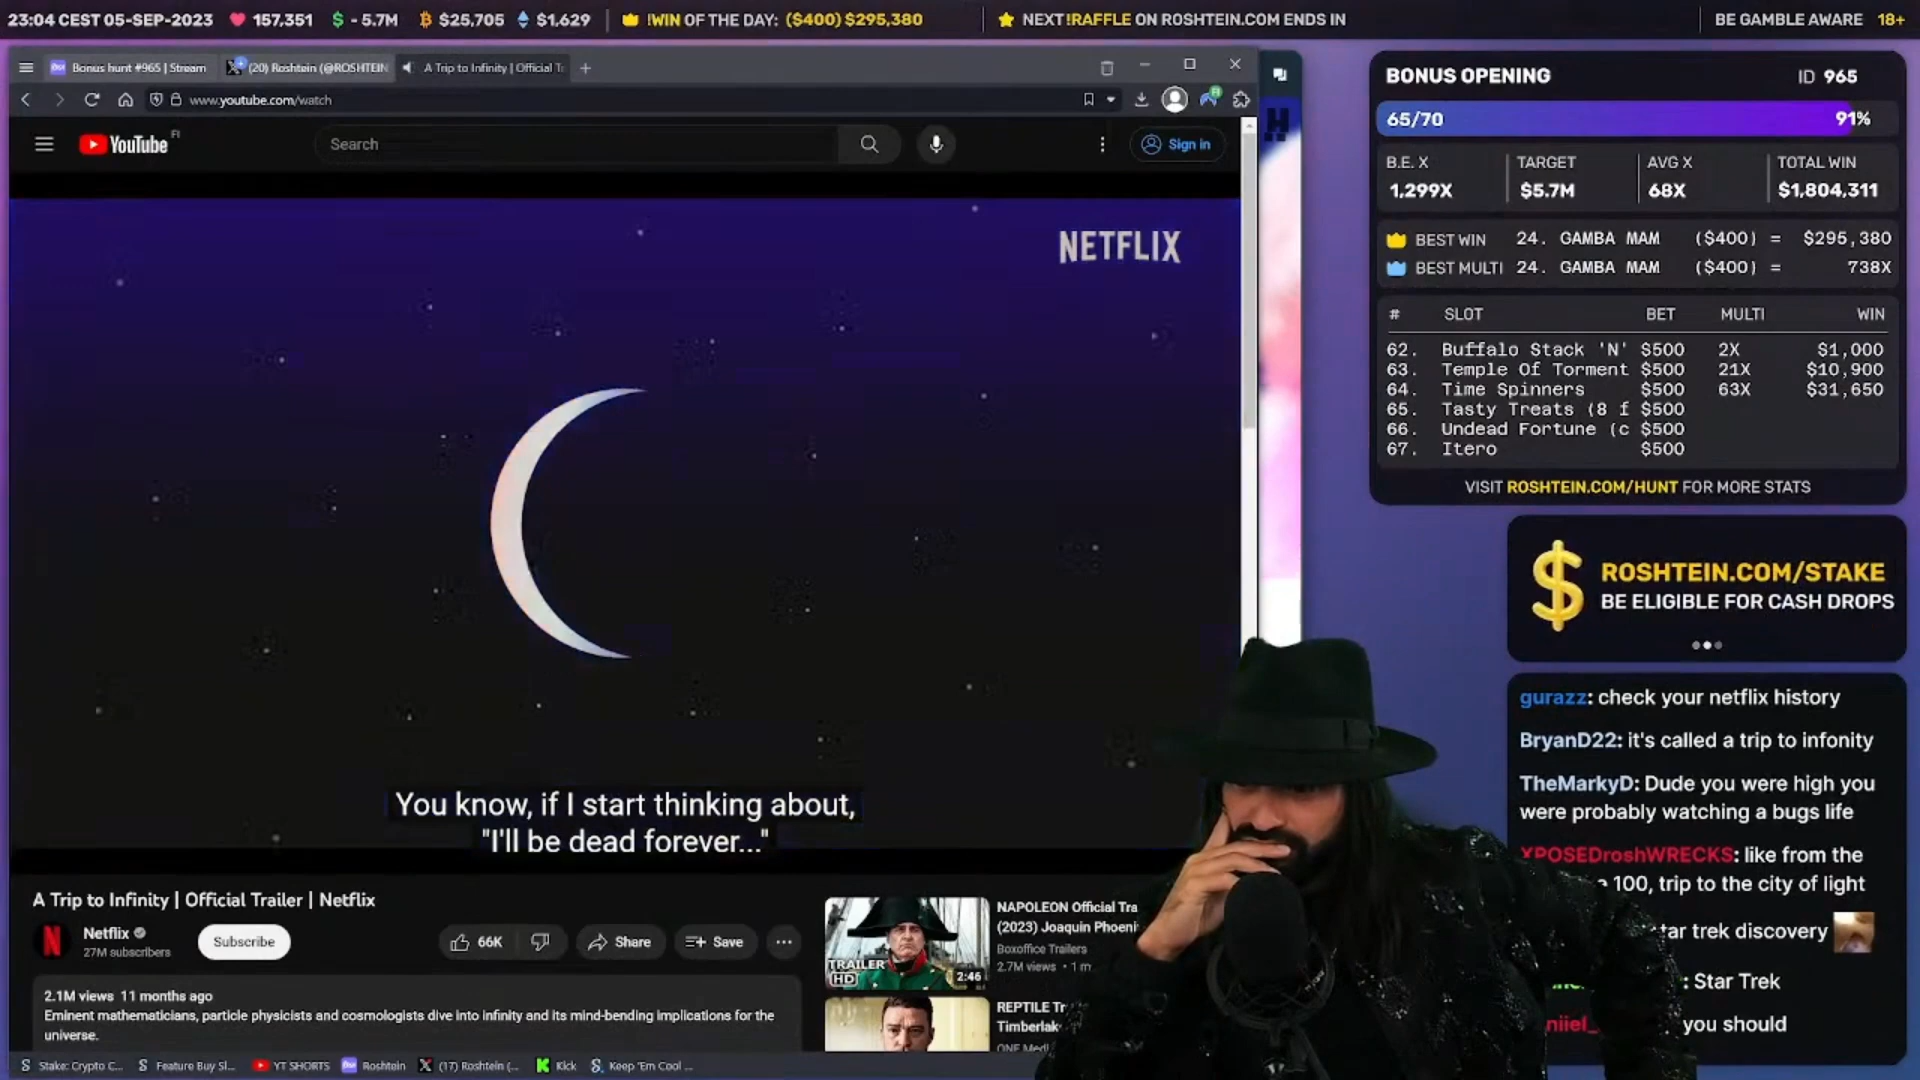 23:04 CEST 05-SEP-2023 157,351 $ - 5.7M $25,705 $1,629 !WIN OF THE DAY: ($400) $295,380 NEXT !RAFFLE ON ROSHTEIN.COM ENDS IN BE GAMBLE AWARE 18+
Bonus hunt #965 | Stream (20) Roshtein (@ROSHTEIN A Trip to Infinity | Official T
www.youtube.com/watch
YouTube FI Search Sign in
NETFLIX
You know, if I start thinking about,
"I'll be dead forever..."
A Trip to Infinity | Official Trailer | Netflix
Netflix
27M subscribers
Subscribe
66K
Share
Save
2.1M views 11 months ago
Eminent mathematicians, particle physicists and cosmologists dive into infinity and its mind-bending implications for the
universe.
TRAILER
HD
2:46
NAPOLEON Official Tra
(2023) Joaquin Phoeni
Boxoffice Trailers
2.7M views • 1 m
REPTILE Tr
Timberlak
ONE Med
Stake: Crypto C... Feature Buy Sl... YT SHORTS Roshtein (17) Roshtein (... Kick Keep 'Em Cool ...
BONUS OPENING ID 965
65/70 91%
B.E. X TARGET AVG X TOTAL WIN
1,299X $5.7M 68X $1,804,311
BEST WIN 24. GAMBA MAM ($400) = $295,380
BEST MULTI 24. GAMBA MAM ($400) = 738X
# SLOT BET MULTI WIN
62. Buffalo Stack 'N' $500 2X $1,000
63. Temple Of Torment $500 21X $10,900
64. Time Spinners $500 63X $31,650
65. Tasty Treats (8 f $500
66. Undead Fortune (c $500
67. Itero $500
VISIT ROSHTEIN.COM/HUNT FOR MORE STATS
ROSHTEIN.COM/STAKE
BE ELIGIBLE FOR CASH DROPS
gurazz: check your netflix history
BryanD22: it's called a trip to infonity
TheMarkyD: Dude you were high you
were probably watching a bugs life
XPOSEDroshWRECKS: like from the
100, trip to the city of light
tar trek discovery
: Star Trek
niiel_ you should